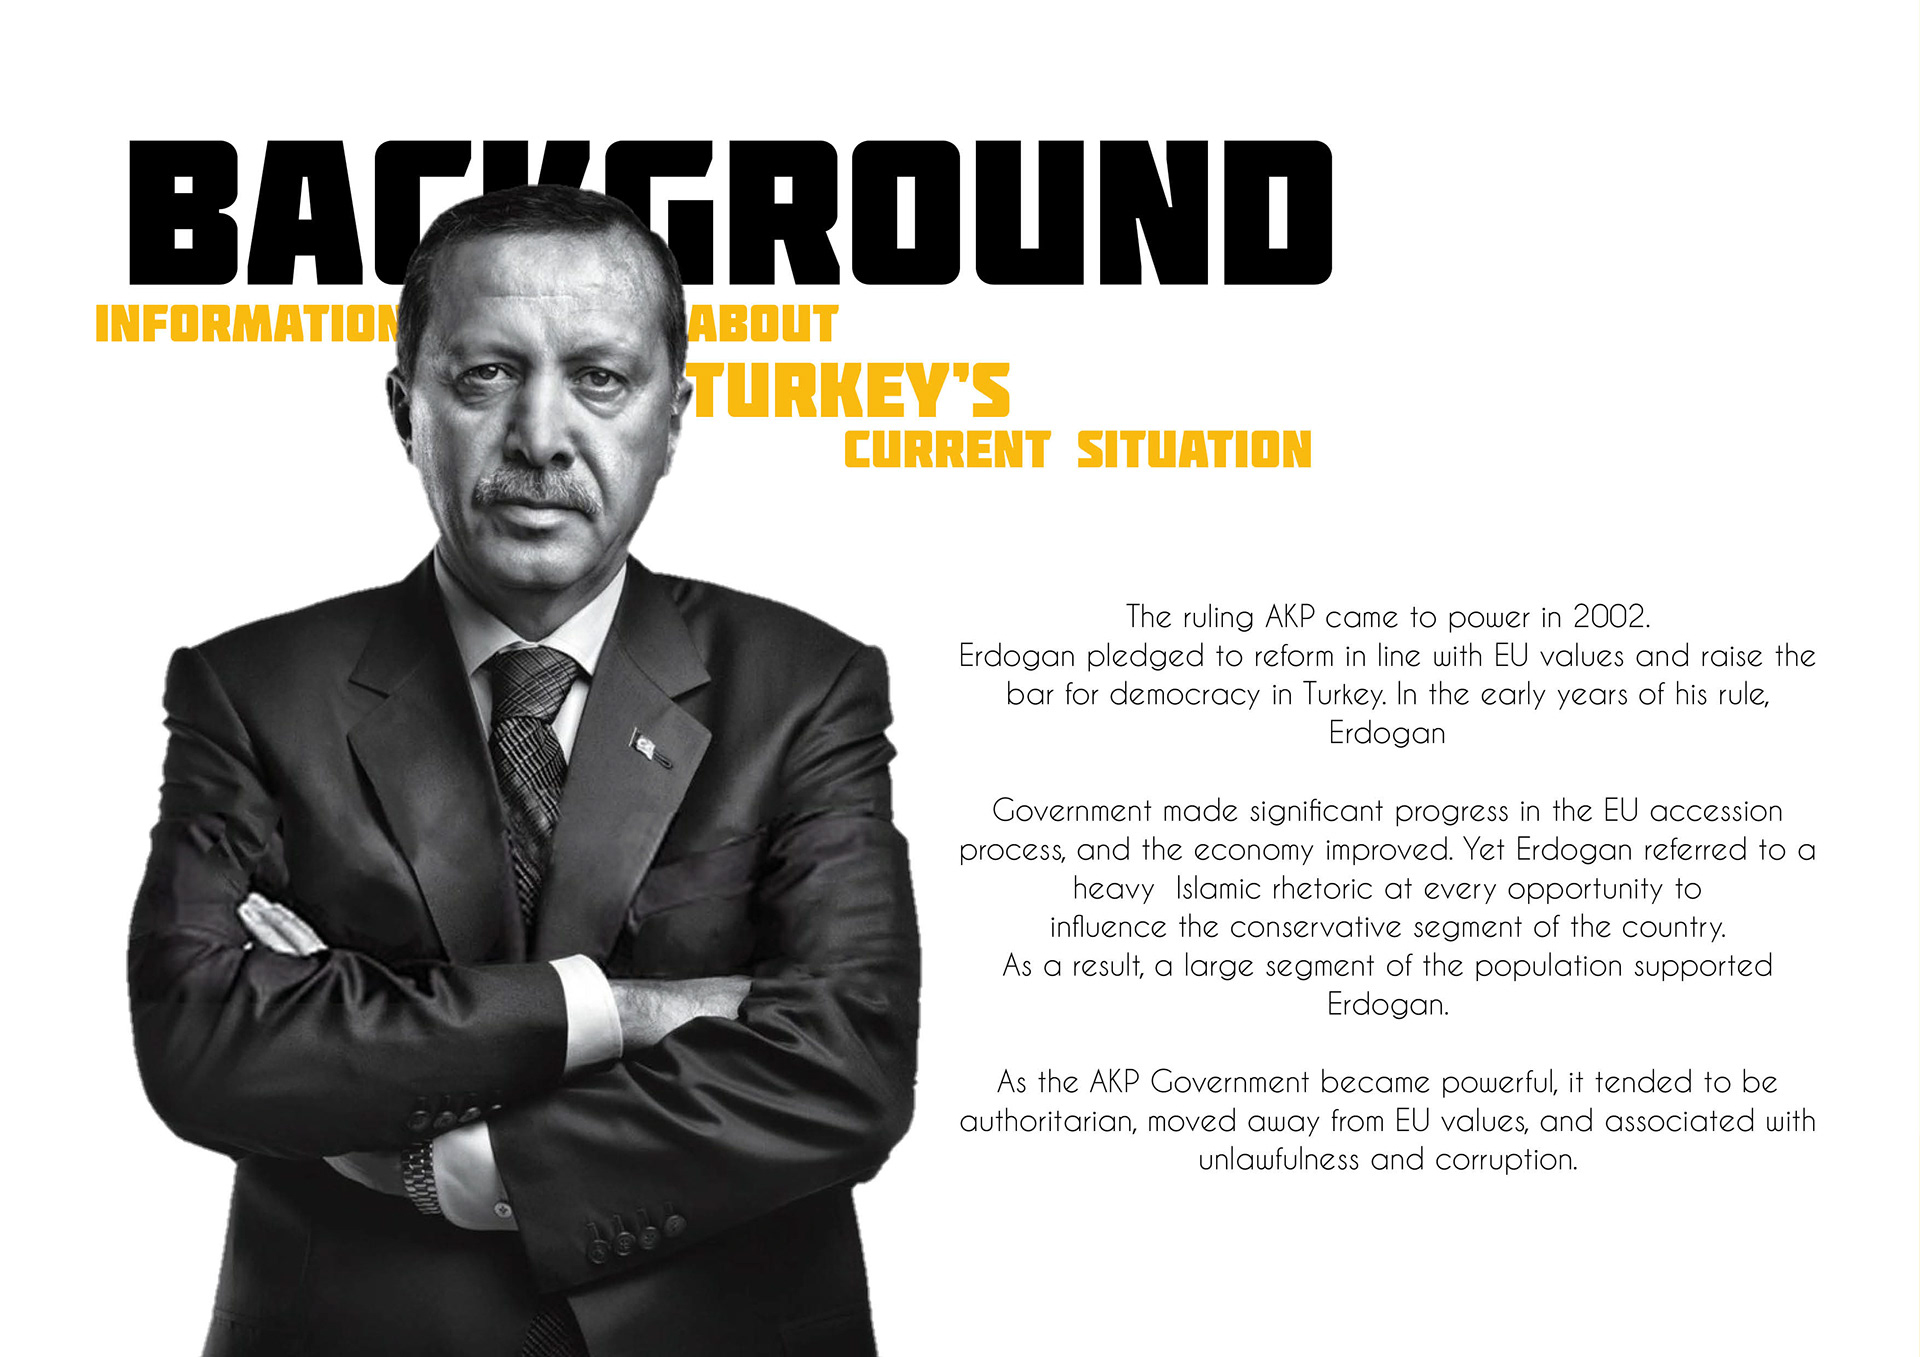 BACKGROUND
INFORMATION ABOUT
TURKEY'S
CURRENT SITUATION
The ruling AKP came to power in 2002.
Erdogan pledged to reform in line with EU values and raise the
bar for democracy in Turkey. In the early years of his rule,
Erdogan
Government made significant progress in the EU accession
process, and the economy improved. Yet Erdogan referred to a
heavy Islamic rhetoric at every opportunity to
influence the conservative segment of the country.
As a result, a large segment of the population supported
Erdogan.
As the AKP Government became powerful, it tended to be
authoritarian, moved away from EU values, and associated with
unlawfulness and corruption.